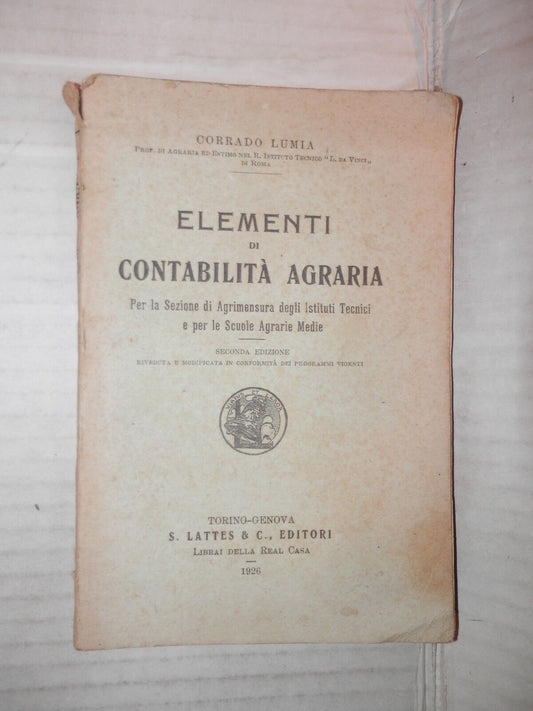 CORRADO LUMIA
PROF. DI AGRARIA ED ESTIMO NEL R. ISTITUTO TECNICO "L. DA VINCI„
DI ROMA
ELEMENTI
DI
CONTABILITÀ AGRARIA
Per la Sezione di Agrimensura degli Istituti Tecnici
e per le Scuole Agrarie Medie
SECONDA EDIZIONE
RIVEDUTA E MODIFICATA IN CONFORMITÀ DEI PROGRAMMI VIGENTI
TORINO-GENOVA
S. LATTES & C., EDITORI
LIBRAI DELLA REAL CASA
1926